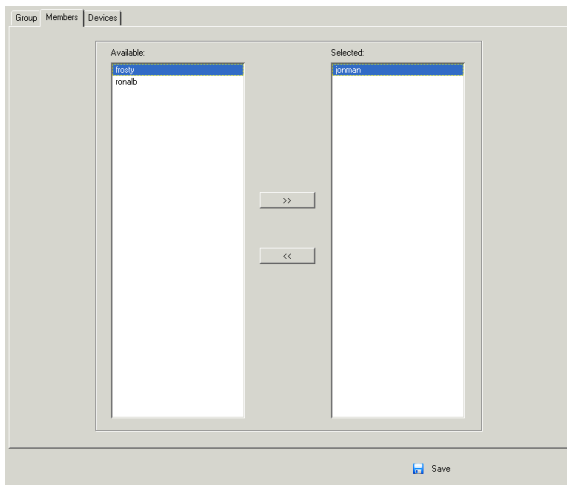 Group Members Devices
Available: Selected:
frosty jonman
ronalb
>>
<<
Save